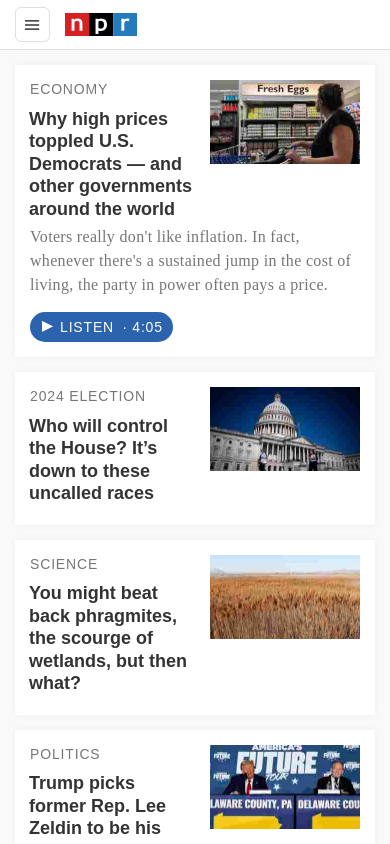 npr
ECONOMY
Fresh Eggs
Why high prices
toppled U.S.
Democrats — and
other governments
around the world
Voters really don't like inflation. In fact,
whenever there's a sustained jump in the cost of
living, the party in power often pays a price.
LISTEN · 4:05
2024 ELECTION
Who will control
the House? It’s
down to these
uncalled races
SCIENCE
You might beat
back phragmites,
the scourge of
wetlands, but then
what?
POLITICS
Trump picks
former Rep. Lee
Zeldin to be his
AMERICA'S
FUTURE
TOUR
FUTURE
LAWARE COUNTY, PA
DELAWARE COU